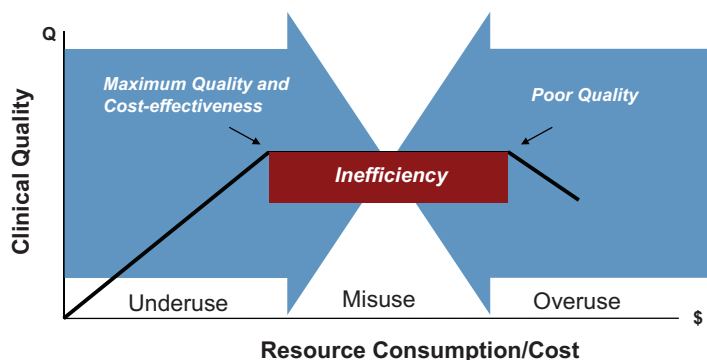 Q
Clinical Quality
Maximum Quality and
Cost-effectiveness
Poor Quality
Inefficiency
Underuse
Misuse
Overuse
$
Resource Consumption/Cost